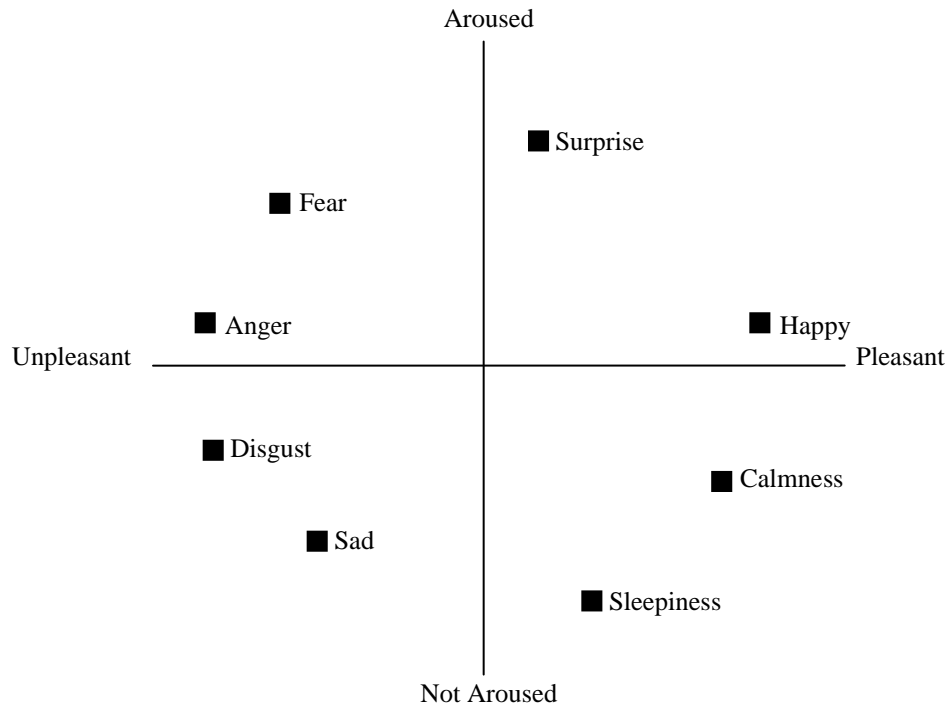 Aroused
Surprise
Fear
Anger
Happy
Unpleasant
Pleasant
Disgust
Calmness
Sad
Sleepiness
Not Aroused